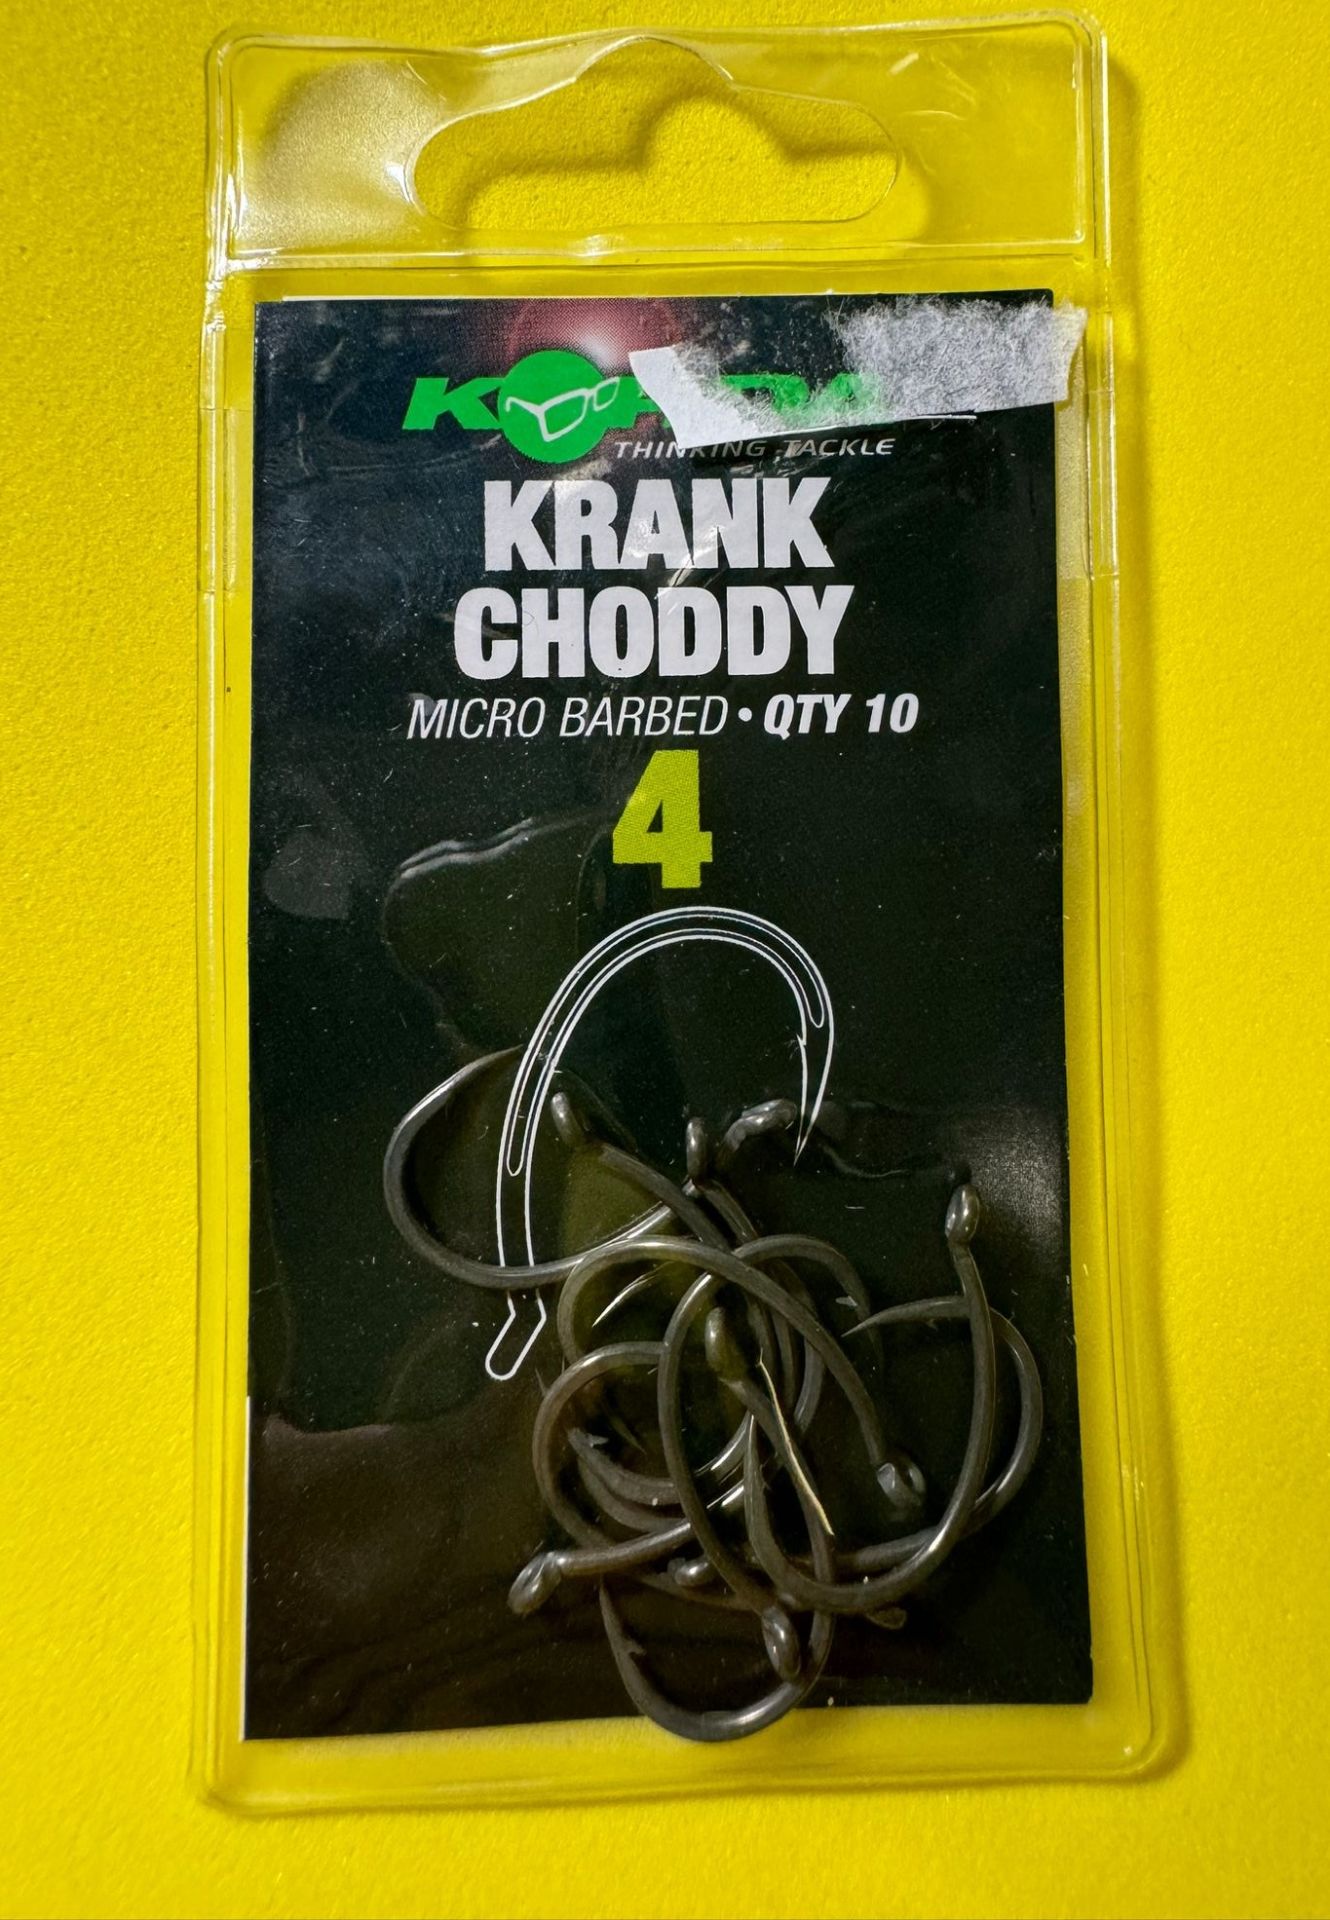 THINKING TACKLE
KRANK
CHODDY
MICRO BARBED • QTY 10
4